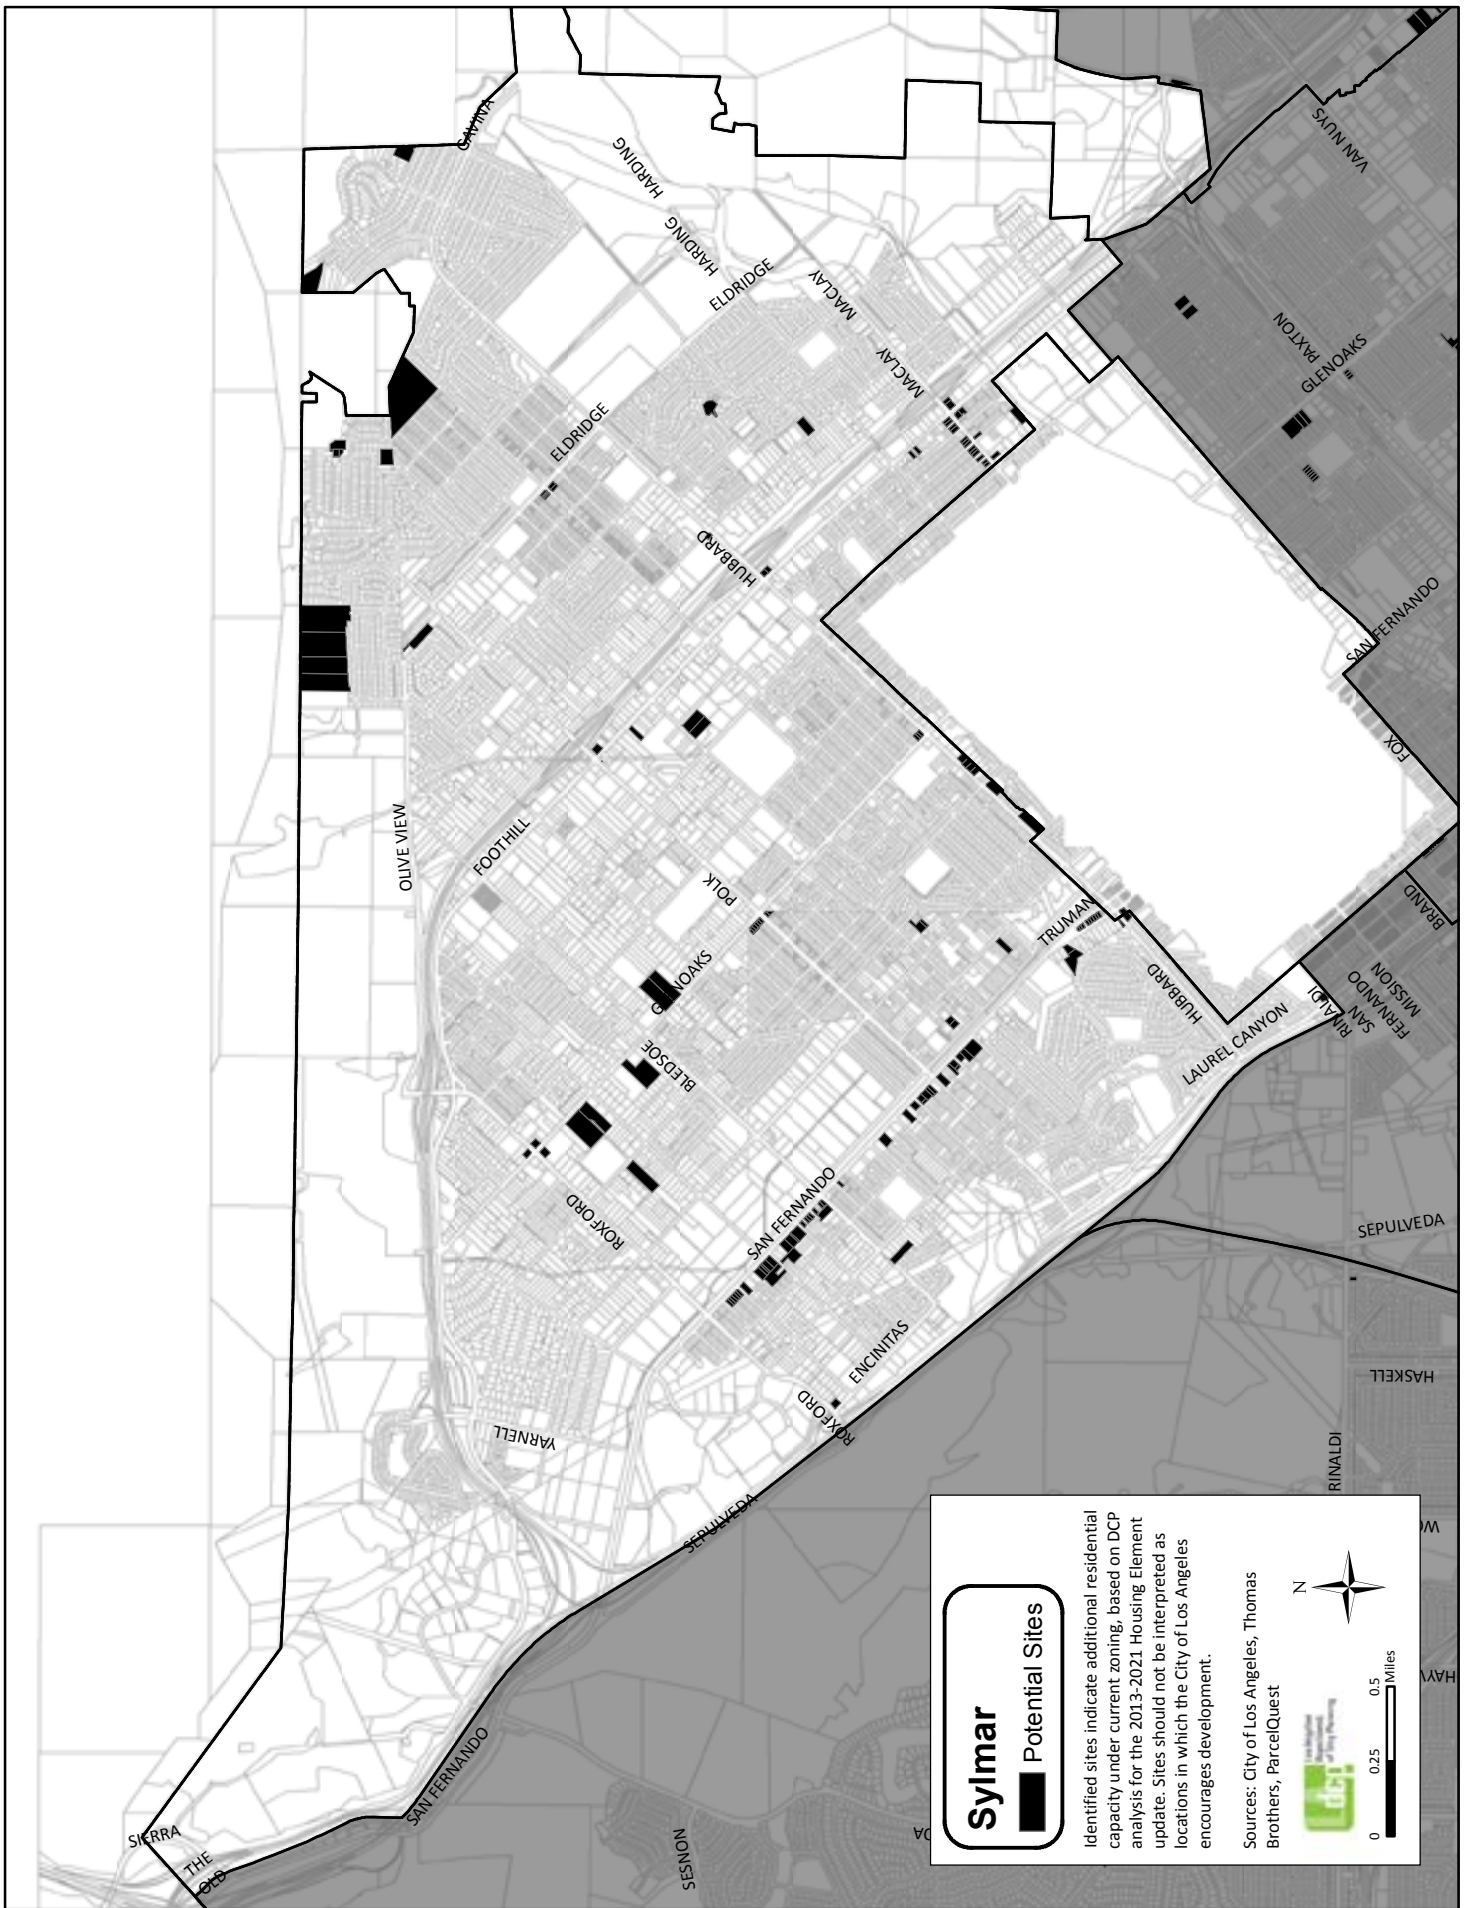 SIERRA
THE
OLD
SAN FERNANDO
SESNON
SEPULVEDA
YARNELL
ROXFORD
ENCINITAS
ROXFORD
SAN FERNANDO
BLEDSOE
GLENOAKS
POLK
FOOTHILL
OLIVE VIEW
HUBBARD
ELDRIDGE
ELDRIDGE
GAVINA
HARDING
HARDING
MACLAY
MACLAY
VAN NUYS
PAXTON
GLENOAKS
SAN FERNANDO
FOX
BRAND
SAN
FERNANDO
MISSION
RINALDI
LAUREL CANYON
HUBBARD
TRUMAN
SEPULVEDA
HASKELL
RINALDI
Sylmar
Potential Sites
Identified sites indicate additional residential
capacity under current zoning, based on DCP
analysis for the 2013-2021 Housing Element
update. Sites should not be interpreted as
locations in which the City of Los Angeles
encourages development.
Sources: City of Los Angeles, Thomas
Brothers, ParcelQuest
N
0 0.25 0.5
Miles